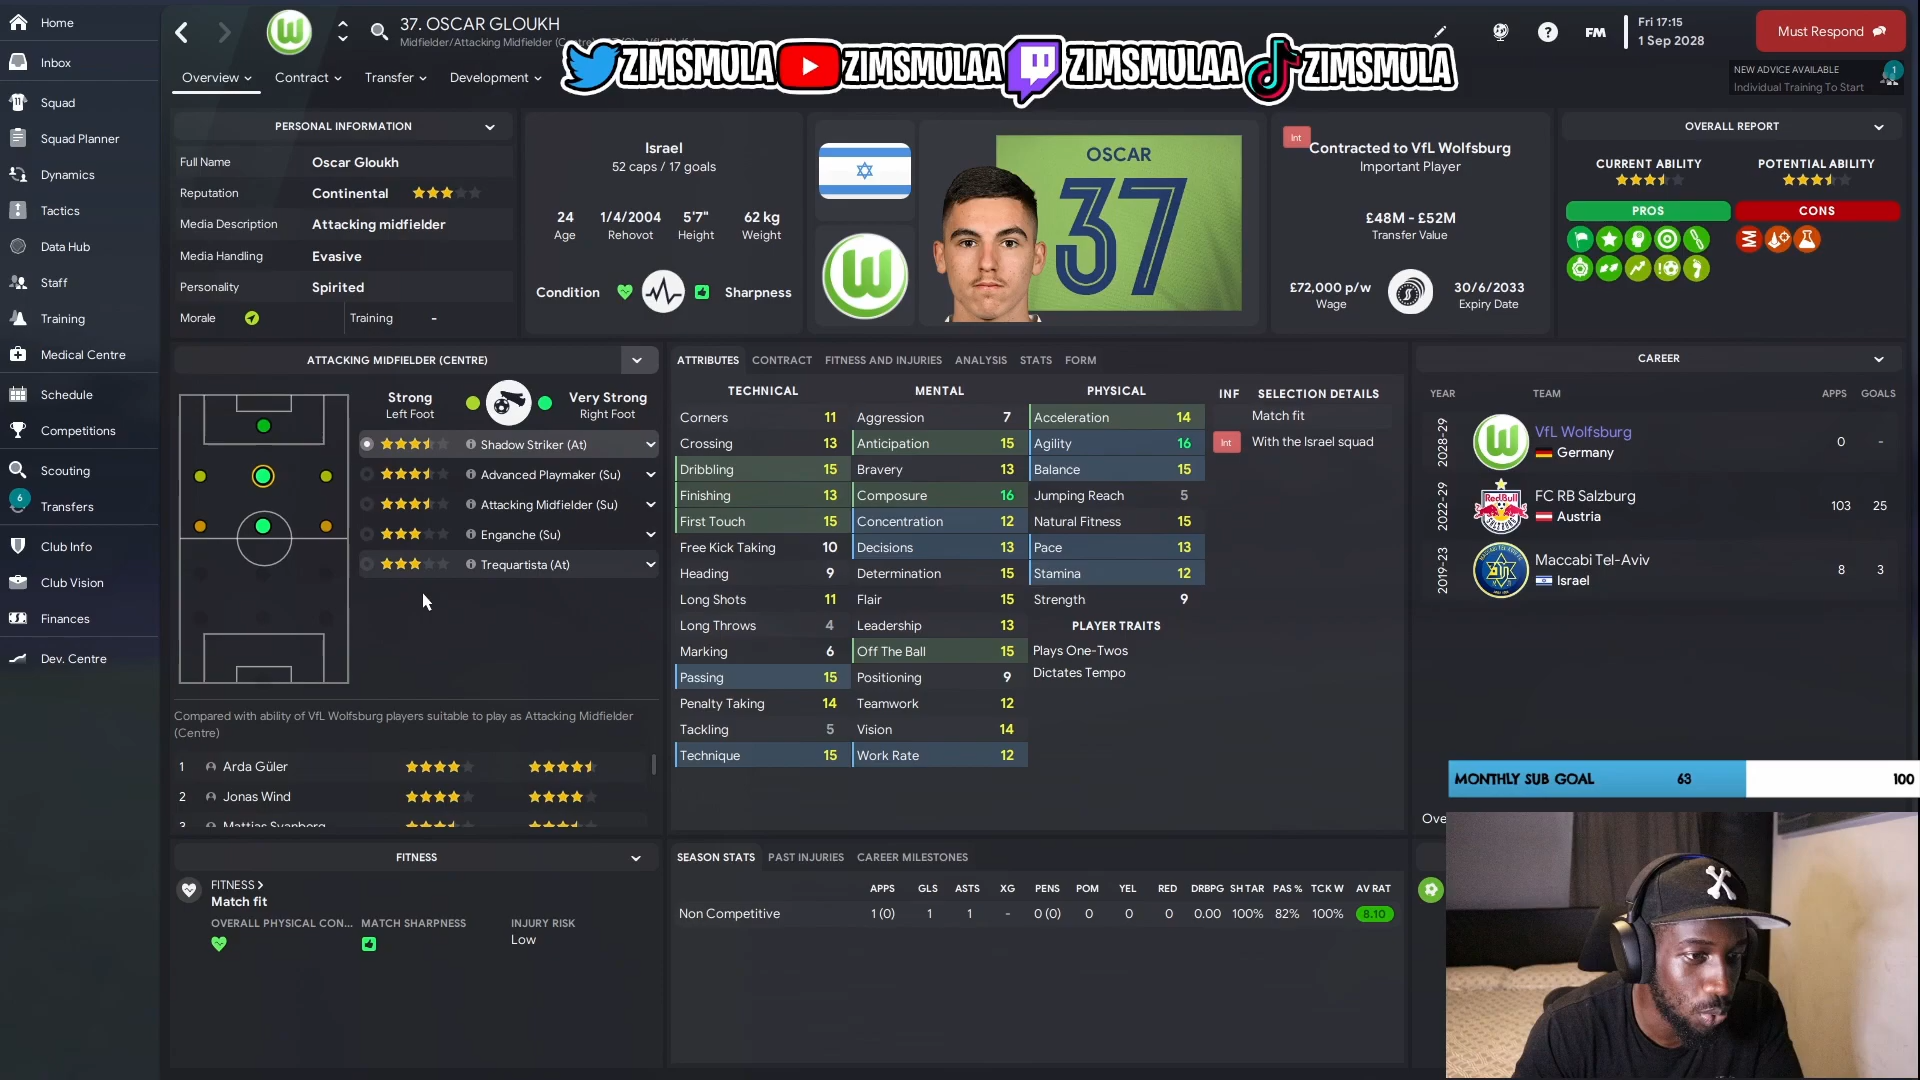 Home
Inbox
Squad
Squad Planner
Dynamics
Tactics
Data Hub
Staff
Training
Medical Centre
Schedule
Competitions
Scouting
6
Transfers
Club Info
Club Vision
Finances
Dev. Centre
37. OSCAR GLOUKH
Midfielder/Attacking Midfielder
Overview
Contract
Transfer
Development
ZIMSMULA
ZIMSMULAA
ZIMSMULAA
ZIMSMULA
FM
Fri 17:15
1 Sep 2028
Must Respond
NEW ADVICE AVAILABLE
Individual Training To Start
1
PERSONAL INFORMATION
Full Name Oscar Gloukh
Reputation Continental
Media Description Attacking midfielder
Media Handling Evasive
Personality Spirited
Morale Training -
Israel
52 caps / 17 goals
24 1/4/2004 5'7" 62 kg
Age Rehovot Height Weight
Condition Sharpness
OSCAR
37
Int
Contracted to VfL Wolfsburg
Important Player
£48M - £52M
Transfer Value
£72,000 p/w 30/6/2033
Wage Expiry Date
OVERALL REPORT
CURRENT ABILITY POTENTIAL ABILITY
PROS CONS
ATTACKING MIDFIELDER (CENTRE)
Strong Very Strong
Left Foot Right Foot
Shadow Striker (At)
Advanced Playmaker (Su)
Attacking Midfielder (Su)
Enganche (Su)
Trequartista (At)
Compared with ability of VfL Wolfsburg players suitable to play as Attacking Midfielder
(Centre)
1 Arda Güler
2 Jonas Wind
3 Mattias Svanberg
ATTRIBUTES CONTRACT FITNESS AND INJURIES ANALYSIS STATS FORM
TECHNICAL MENTAL PHYSICAL INF SELECTION DETAILS
Corners 11 Aggression 7 Acceleration 14 Match fit
Crossing 13 Anticipation 15 Agility 16 Int With the Israel squad
Dribbling 15 Bravery 13 Balance 15
Finishing 13 Composure 16 Jumping Reach 5
First Touch 15 Concentration 12 Natural Fitness 15
Free Kick Taking 10 Decisions 13 Pace 13
Heading 9 Determination 15 Stamina 12
Long Shots 11 Flair 15 Strength 9
Long Throws 4 Leadership 13 PLAYER TRAITS
Marking 6 Off The Ball 15 Plays One-Twos
Passing 15 Positioning 9 Dictates Tempo
Penalty Taking 14 Teamwork 12
Tackling 5 Vision 14
Technique 15 Work Rate 12
CAREER
YEAR TEAM APPS GOALS
2028-29 VfL Wolfsburg 0 -
Germany
2022-29 FC RB Salzburg 103 25
Austria
2019-23 Maccabi Tel-Aviv 8 3
Israel
MONTHLY SUB GOAL 63 100
Ove
FITNESS
FITNESS
Match fit
OVERALL PHYSICAL CON... MATCH SHARPNESS INJURY RISK
Low
SEASON STATS PAST INJURIES CAREER MILESTONES
APPS GLS ASTS XG PENS POM YEL RED DRBPG SH TAR PAS % TCK W AV RAT
Non Competitive 1 (0) 1 1 - 0 (0) 0 0 0 0.00 100% 82% 100% 8.10